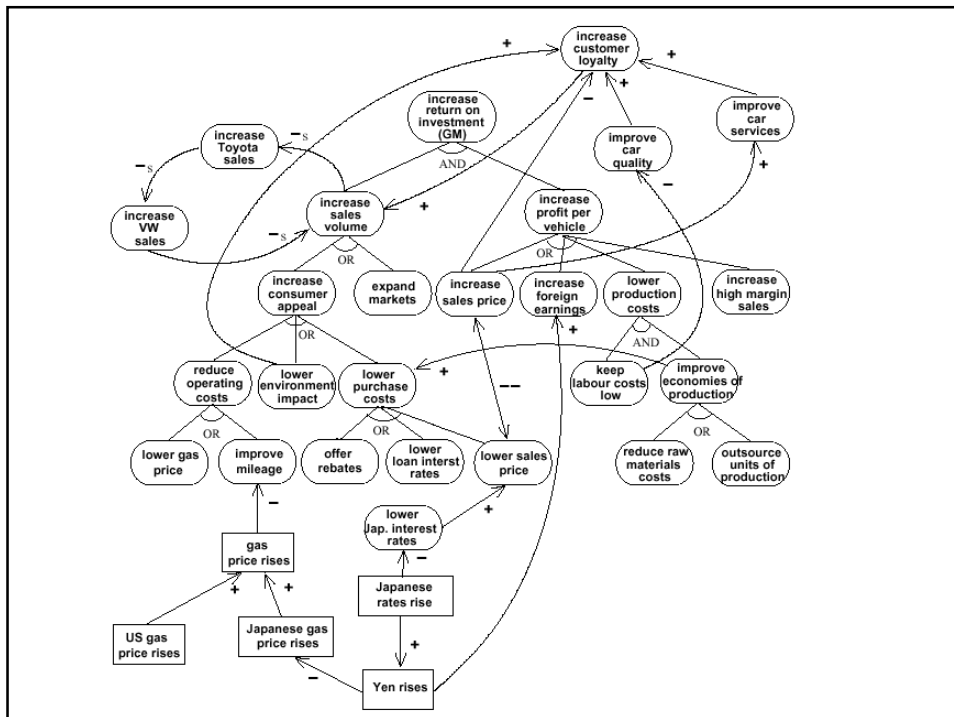 increase
customer
loyalty
+
+
+
−
increase
return on
investment
(GM)
improve
car
services
increase
Toyota
sales
−S
−S
AND
improve
car
quality
+
−
increase
VW
sales
increase
sales
volume
+
increase
profit per
vehicle
−S
OR
OR
increase
consumer
appeal
expand
markets
increase
sales price
increase
foreign
earnings
lower
production
costs
increase
high margin
sales
+
OR
AND
reduce
operating
costs
lower
environment
impact
lower
purchase
costs
+
−−
keep
labour costs
low
improve
economies of
production
OR
OR
OR
lower gas
price
improve
mileage
offer
rebates
lower
loan interst
rates
lower sales
price
reduce raw
materials
costs
outsource
units of
production
−
lower
Jap. interest
rates
+
gas
price rises
−
+
+
Japanese
rates rise
US gas
price rises
Japanese gas
price rises
+
−
Yen rises